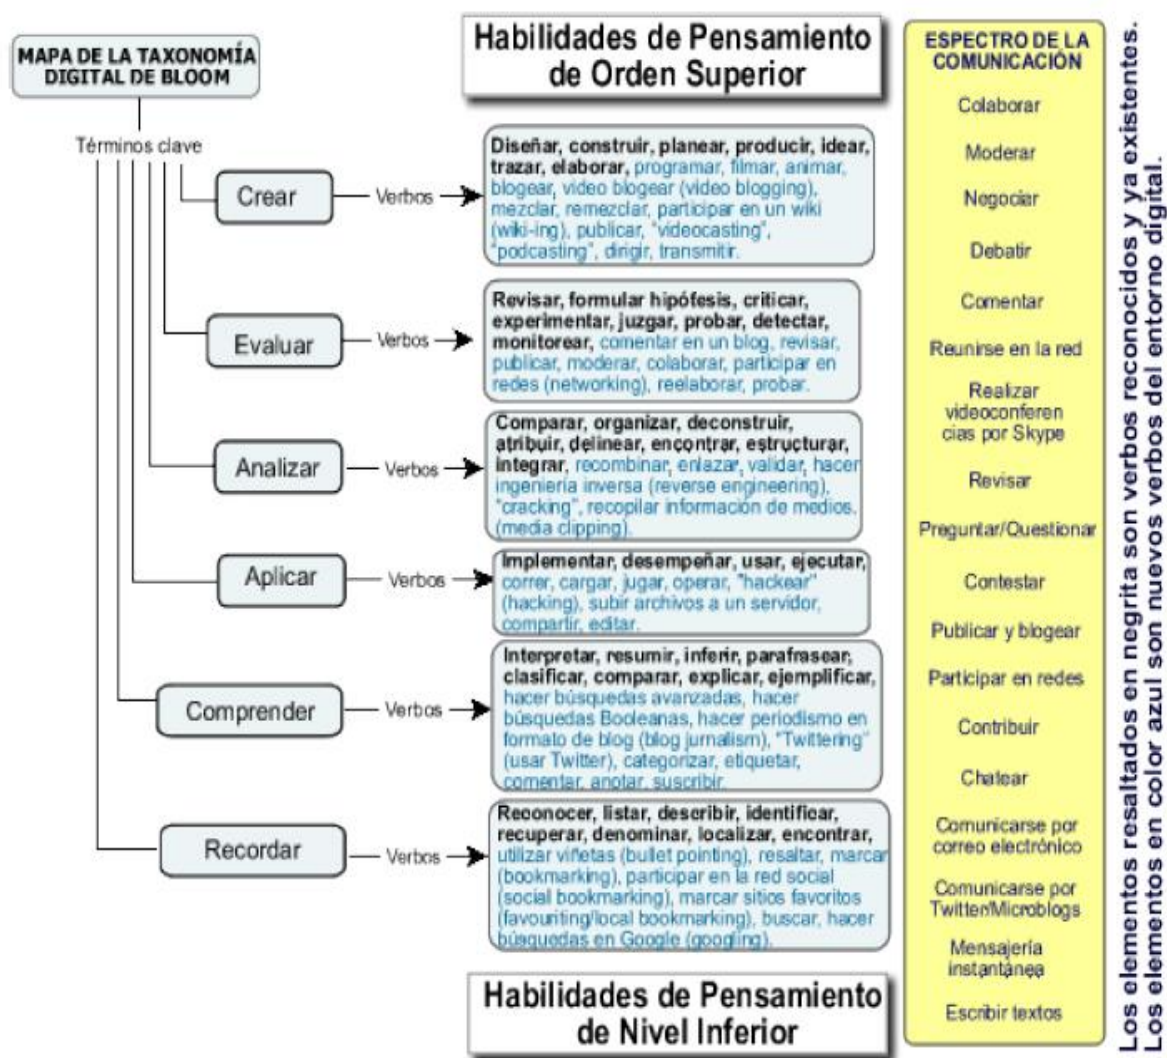 MAPA DE LA TAXONOMÍA
DIGITAL DE BLOOM
Términos clave
Habilidades de Pensamiento
de Orden Superior
Crear
Verbos
Diseñar, construir, planear, producir, idear,
trazar, elaborar, programar, filmar, animar,
blogear, video blogear (video blogging),
mezclar, remezclar, participar en un wiki
(wiki-ing), publicar, "videocasting",
"podcasting", dirigir, transmitir.
Evaluar
Verbos
Revisar, formular hipófesis, criticar,
experimentar, juzgar, probar, detectar,
monitorear, comentar en un blog, revisar,
publicar, moderar, colaborar, participar en
redes (networking), reelaborar, probar.
Analizar
Verbos
Comparar, organizar, deconstruir,
atribuir, delinear, encontrar, estructurar,
integrar, recombinar, enlazar, validar, hacer
ingeniería inversa (reverse engineering),
"cracking", recopilar información de medios.
(media clipping).
Aplicar
Verbos
Implementar, desempeñar, usar, ejecutar,
correr, cargar, jugar, operar, "hackear"
(hacking), subir archivos a un servidor,
compartir, editar.
Comprender
Verbos
Interpretar, resumir, inferir, parafrasear,
clasificar, comparar, explicar, ejemplificar,
hacer búsquedas avanzadas, hacer
búsquedas Booleanas, hacer periodismo en
formato de blog (blog jurnalism), "Twittering"
(usar Twitter), categorizar, etiquetar,
comentar, anotar, suscribir.
Recordar
Verbos
Reconocer, listar, describir, identificar,
recuperar, denominar, localizar, encontrar,
utilizar viñetas (bullet pointing), resaltar, marcar
(bookmarking), participar en la red social
(social bookmarking), marcar sitios favoritos
(favouriting/local bookmarking), buscar, hacer
búsquedas en Google (googling).
Habilidades de Pensamiento
de Nivel Inferior
ESPECTRO DE LA
COMUNICACIÓN
Colaborar
Moderar
Negociar
Debatir
Comentar
Reunirse en la red
Realizar
videoconferen
cias por Skype
Revisar
Preguntar/Questionar
Contestar
Publicar y blogear
Participar en redes
Contribuir
Chatear
Comunicarse por
correo electrónico
Comunicarse por
Twitter/Microblogs
Mensajería
instantánea
Escribir textos
Los elementos resaltados en negrita son verbos reconocidos y ya existentes.
Los elementos en color azul son nuevos verbos del entorno digital.